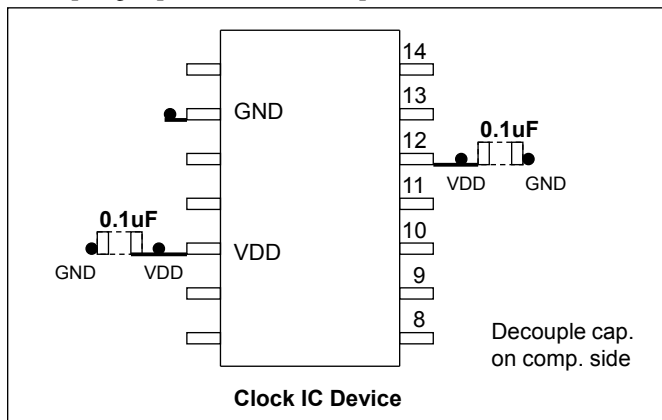 14
GND
13
12
0.1uF
VDD
GND
11
0.1uF
VDD
10
GND
VDD
9
8
Decouple cap.
on comp. side
Clock IC Device